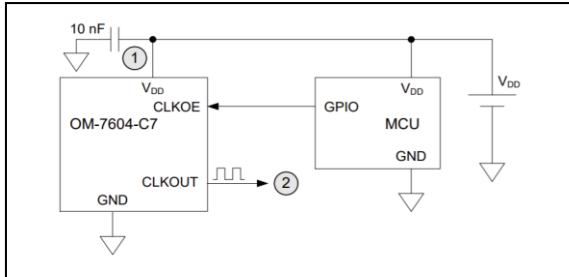 10 nF
1
VDD
VDD
VDD
CLKOE
GPIO
OM-7604-C7
MCU
GND
CLKOUT
2
GND